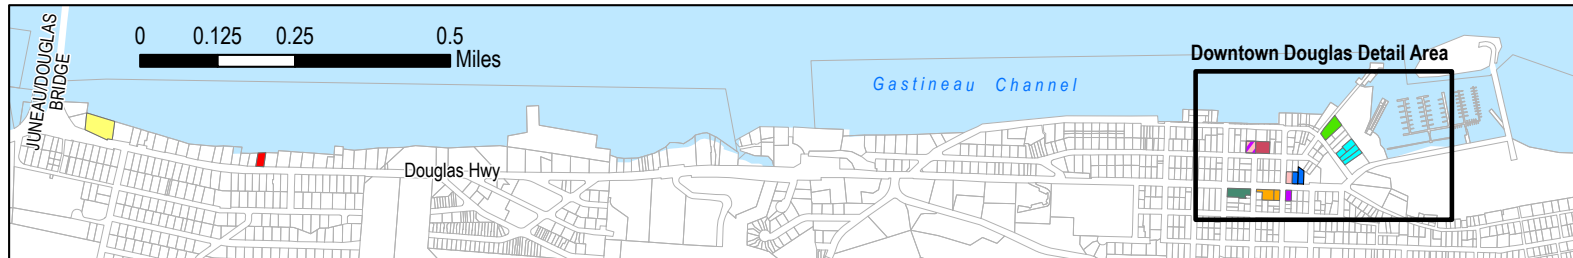 JUNEAU/DOUGLAS
BRIDGE
0 0.125 0.25 0.5
Miles
Downtown Douglas Detail Area
Gastineau Channel
Douglas Hwy